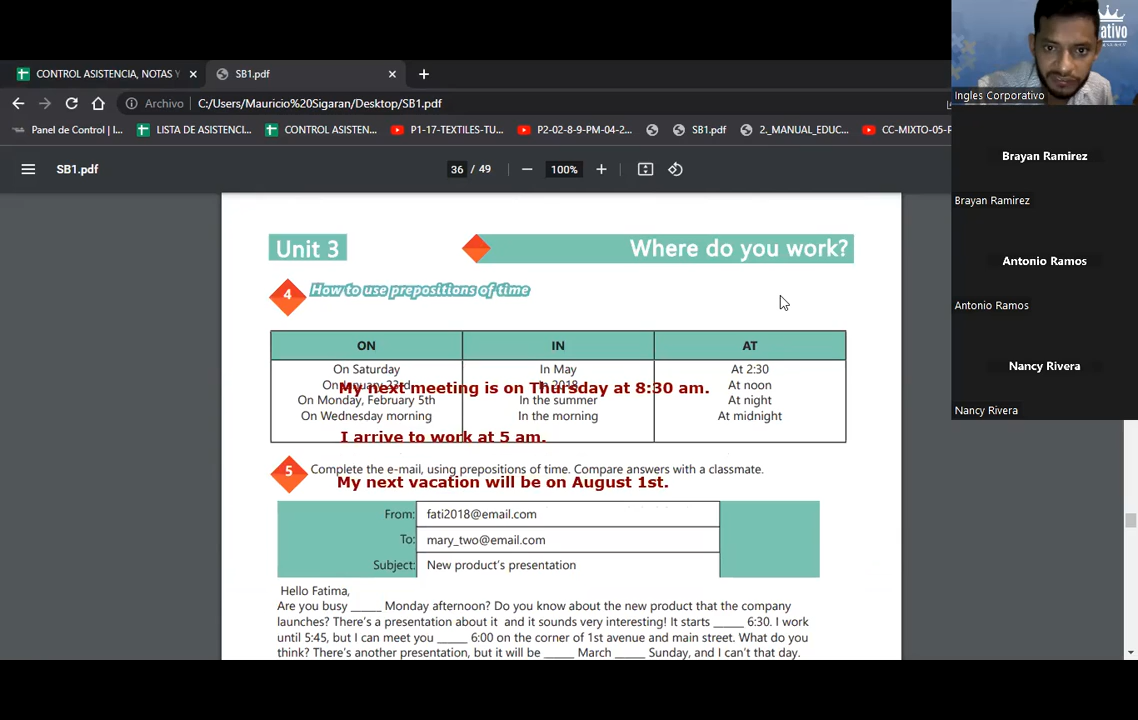 CONTROL ASISTENCIA, NOTAS Y
SB1.pdf
Archivo
C:/Users/Mauricio%20Sigaran/Desktop/SB1.pdf
Panel de Control | I...
LISTA DE ASISTENCI...
CONTROL ASISTEN...
P1-17-TEXTILES-TU...
P2-02-8-9-PM-04-2...
SB1.pdf
2._MANUAL_EDUC...
CC-MIXTO-05-P
SB1.pdf
36 / 49
100%
ativo
Ingles Corporativo
Brayan Ramirez
Brayan Ramirez
Antonio Ramos
Antonio Ramos
Nancy Rivera
Nancy Rivera
Unit 3
Where do you work?
4
How to use prepositions of time
ON
IN
AT
On Saturday
In May
At 2:30
On January 23rd
In 2018
At noon
My next meeting is on Thursday at 8:30 am.
On Monday, February 5th
In the summer
At night
On Wednesday morning
In the morning
At midnight
I arrive to work at 5 am.
5
Complete the e-mail, using prepositions of time. Compare answers with a classmate.
My next vacation will be on August 1st.
From: fati2018@email.com
To: mary_two@email.com
Subject: New product's presentation
Hello Fatima,
Are you busy _____ Monday afternoon? Do you know about the new product that the company
launches? There's a presentation about it and it sounds very interesting! It starts _____ 6:30. I work
until 5:45, but I can meet you _____ 6:00 on the corner of 1st avenue and main street. What do you
think? There's another presentation, but it will be _____ March _____ Sunday, and I can't that day.